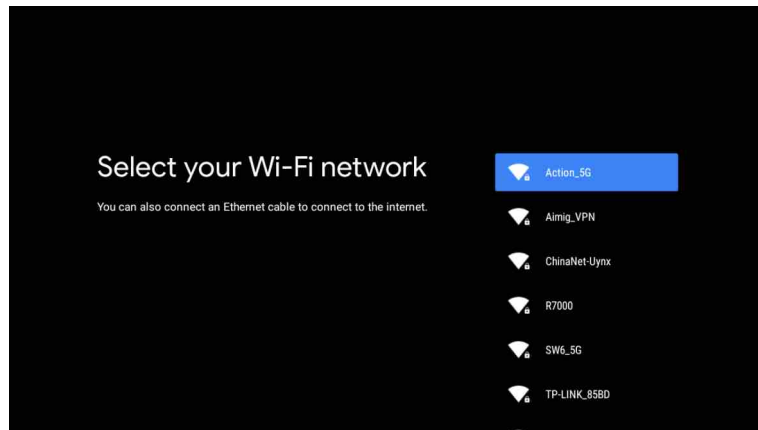 Select your Wi-Fi network
You can also connect an Ethernet cable to connect to the internet.
Action_5G
Aimig_VPN
ChinaNet-Uynx
R7000
SW6_5G
TP-LINK_85BD